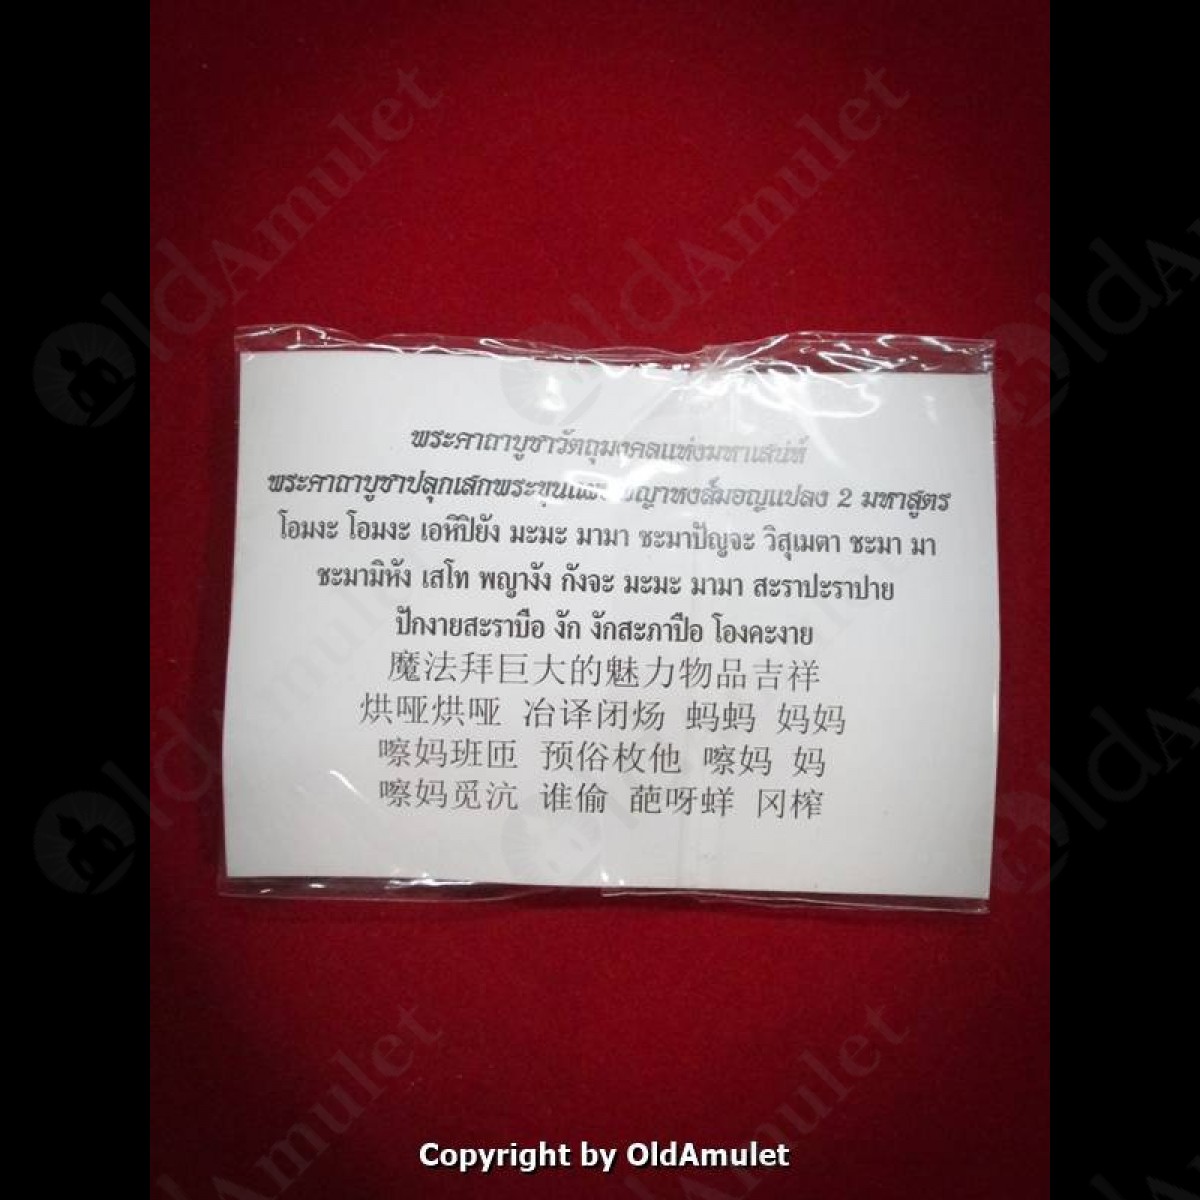 พระคาถาบูชาวัตถุมงคลแห่งมหาเสน่ห์
พระคาถาบูชาปลุกเสกพระขุนแผน พญาหงส์มอญแปลง 2 มหาสูตร
โอมงะ โอมงะ เอหิปิยัง มะมะ มามา ชะมาปัญจะ วิสุเมตา ชะมา มา
ชะมามิหัง เสโท พญางัง กังจะ มะมะ มามา สะราปะราปาย
ปักงายสะราบือ งัก งักสะภาปือ โองคะงาย
魔法拜巨大的魅力物品吉祥
烘哑烘哑 冶译闭炀 蚂蚂 妈妈
嚓妈班匝 预俗枚他 嚓妈 妈
嚓妈觅沆 谁偷 葩呀蛘 冈榨
OldAmulet
Copyright by OldAmulet